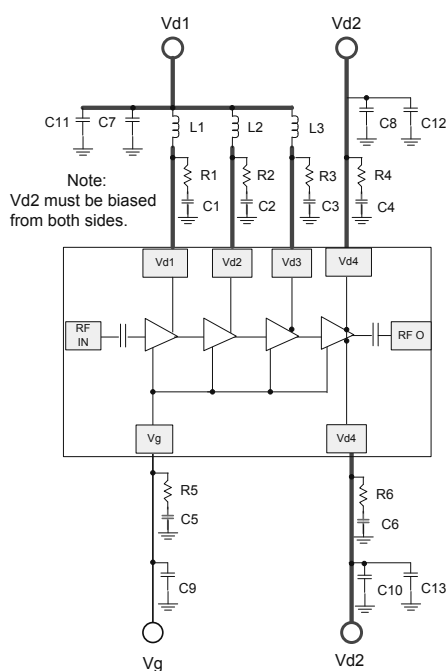 Vd1
Vd2
C11
C7
L1
L2
L3
C8
C12
R1
R2
R3
R4
C1
C2
C3
C4
Note:
Vd2 must be biased
from both sides.
Vd1
Vd2
Vd3
Vd4
RF
IN
RF O
Vg
Vd4
R5
R6
C5
C6
C9
C10
C13
Vg
Vd2